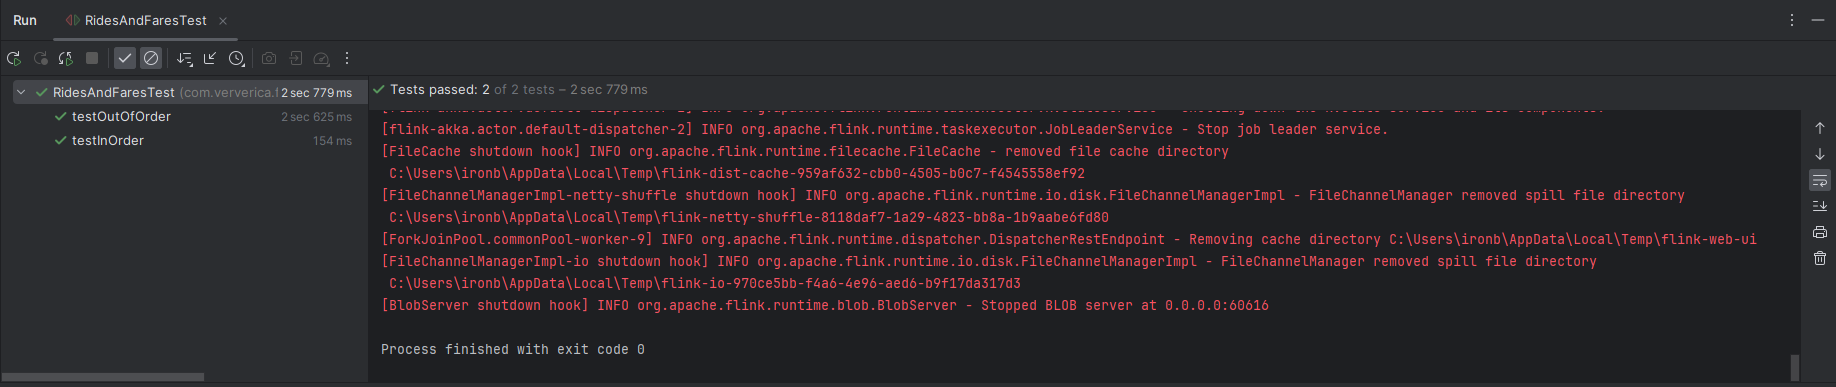 Run
RidesAndFaresTest
RidesAndFaresTest (com.ververica.f 2 sec 779 ms
testOutOfOrder 2 sec 625 ms
testInOrder 154 ms
Tests passed: 2 of 2 tests – 2 sec 779 ms
[flink-akka.actor.default-dispatcher-2] INFO org.apache.flink.runtime.taskexecutor.JobLeaderService - Stop job leader service.
[FileCache shutdown hook] INFO org.apache.flink.runtime.filecache.FileCache - removed file cache directory
C:\Users\ironb\AppData\Local\Temp\flink-dist-cache-959af632-cbb0-4505-b0c7-f4545558ef92
[FileChannelManagerImpl-netty-shuffle shutdown hook] INFO org.apache.flink.runtime.io.disk.FileChannelManagerImpl - FileChannelManager removed spill file directory
C:\Users\ironb\AppData\Local\Temp\flink-netty-shuffle-8118daf7-1a29-4823-bb8a-1b9aabe6fd80
[ForkJoinPool.commonPool-worker-9] INFO org.apache.flink.runtime.dispatcher.DispatcherRestEndpoint - Removing cache directory C:\Users\ironb\AppData\Local\Temp\flink-web-ui
[FileChannelManagerImpl-io shutdown hook] INFO org.apache.flink.runtime.io.disk.FileChannelManagerImpl - FileChannelManager removed spill file directory
C:\Users\ironb\AppData\Local\Temp\flink-io-970ce5bb-f4a6-4e96-aed6-b9f17da317d3
[BlobServer shutdown hook] INFO org.apache.flink.runtime.blob.BlobServer - Stopped BLOB server at 0.0.0.0:60616
Process finished with exit code 0